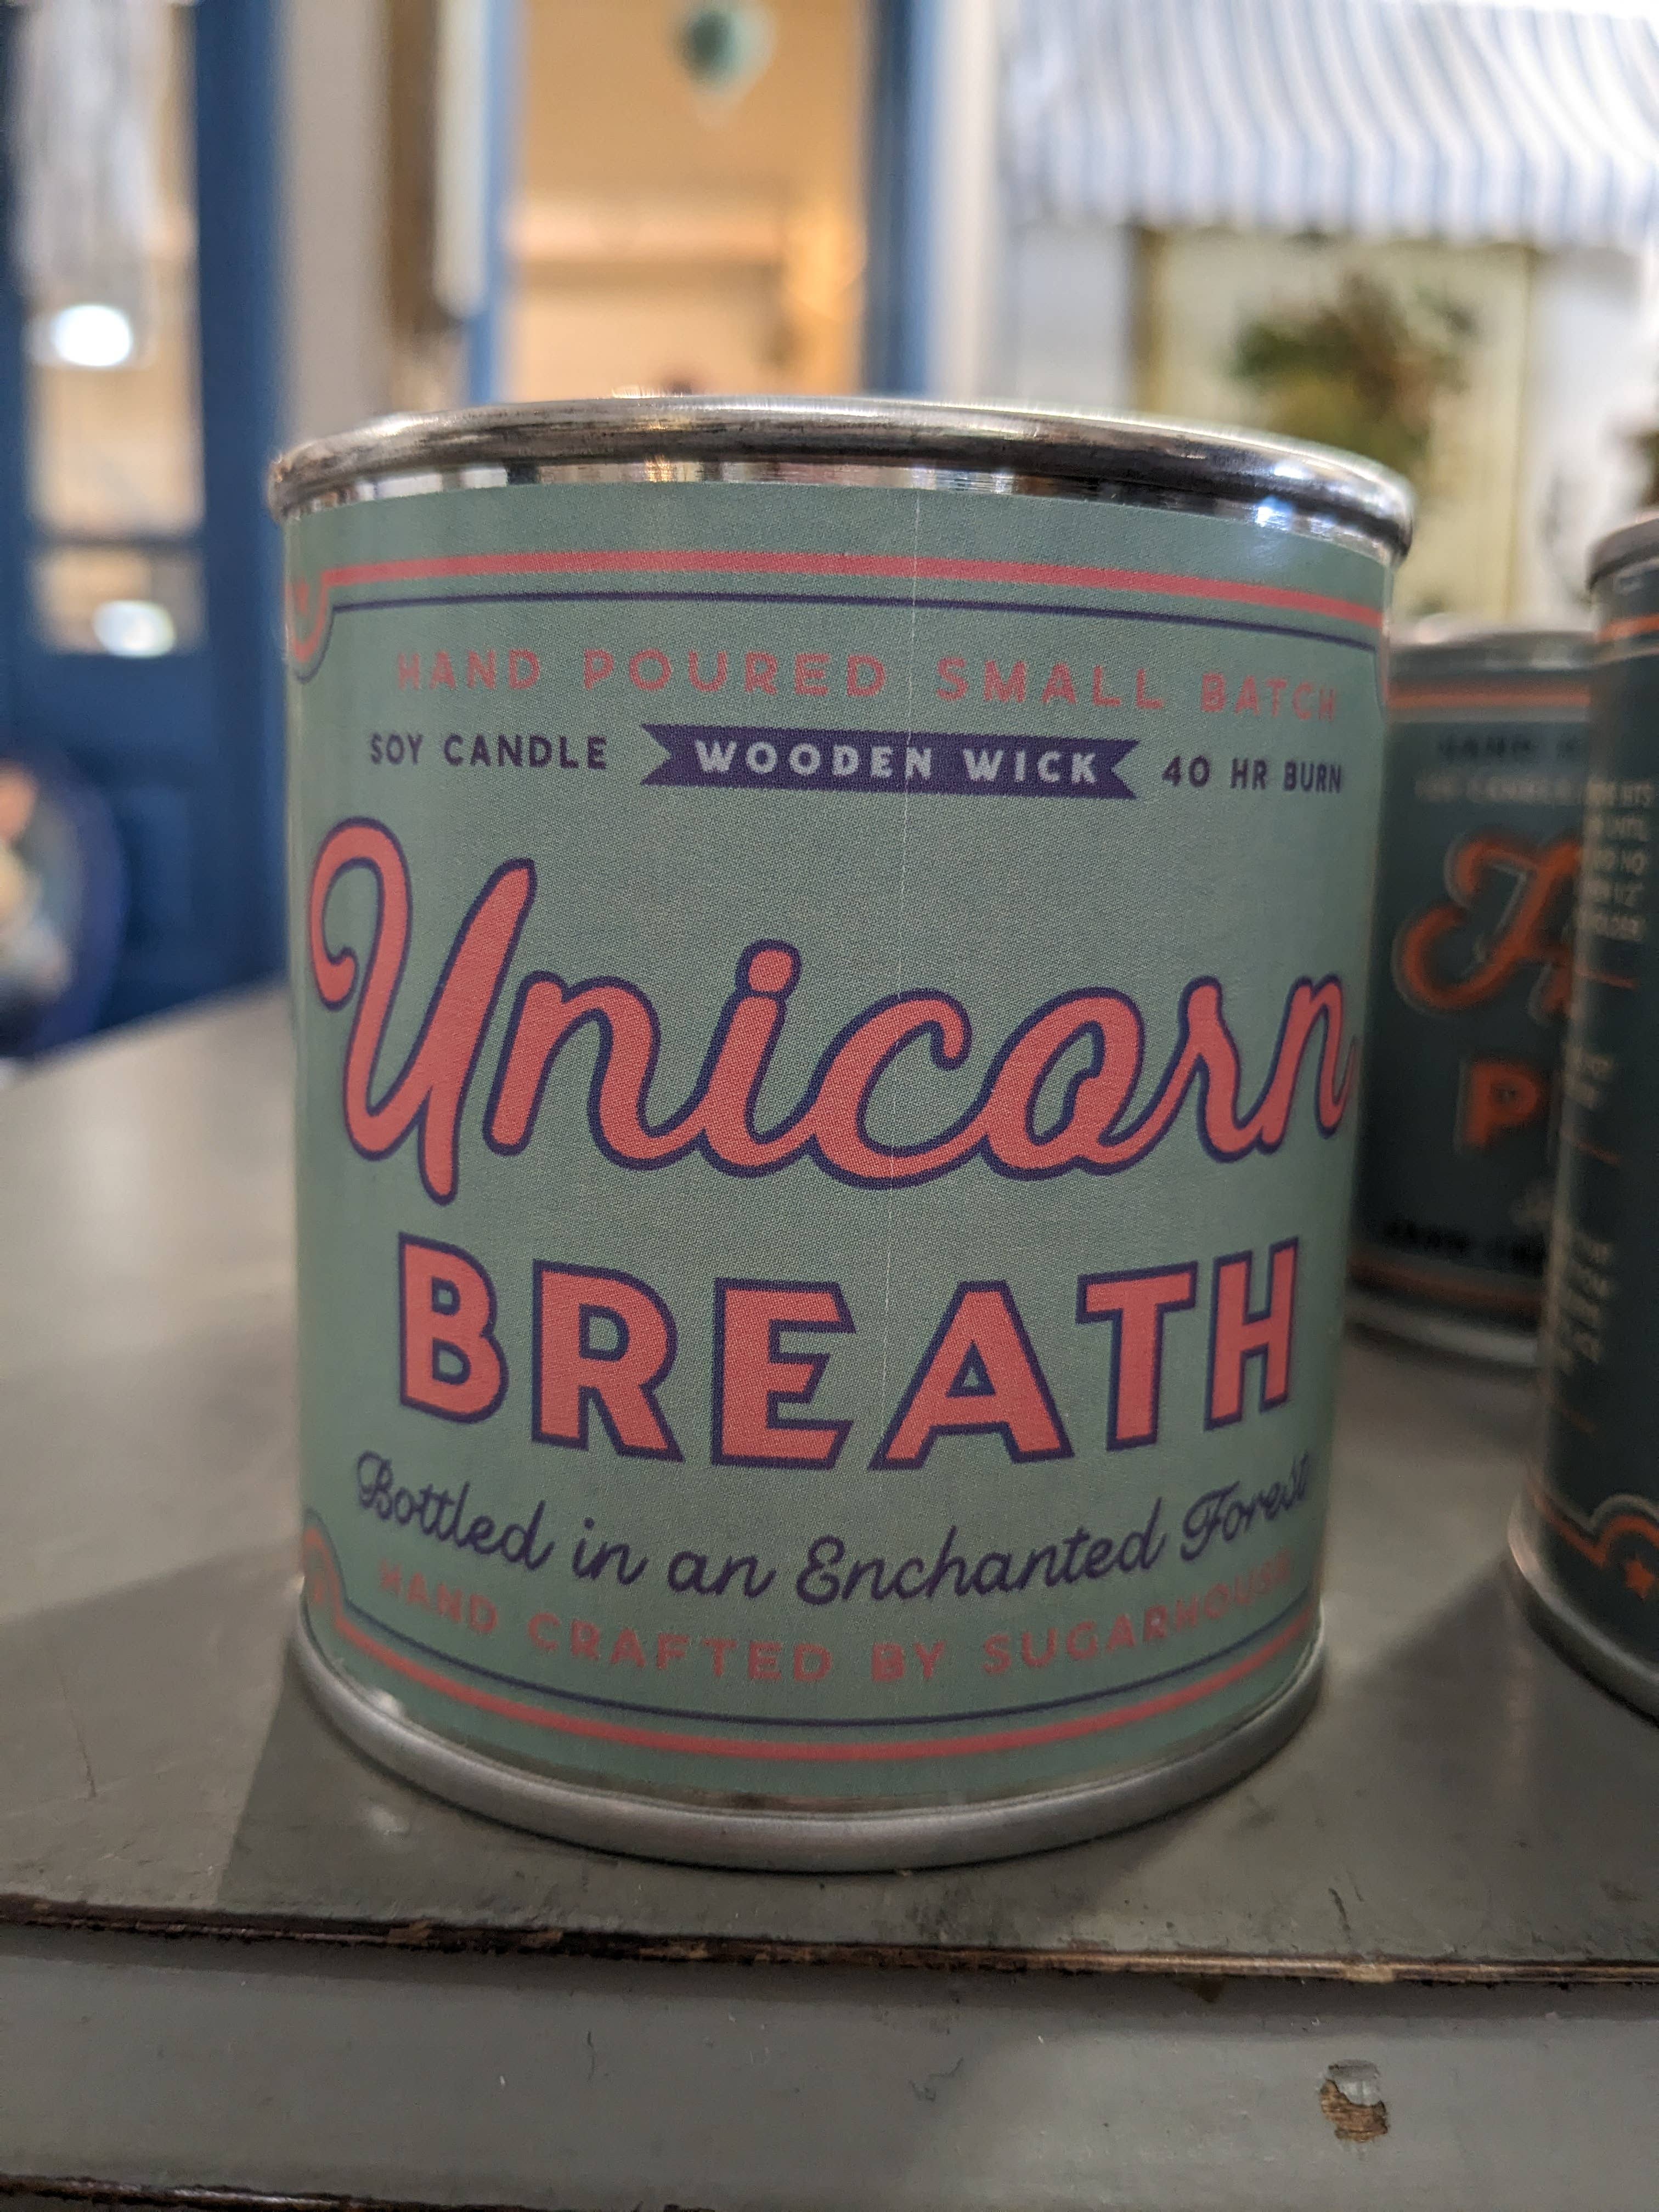 HAND POURED SMALL BATCH
SOY CANDLE WOODEN WICK 40 HR BURN
Unicorn
BREATH
Bottled in an Enchanted Forest
HAND CRAFTED BY SUGARHOUSE